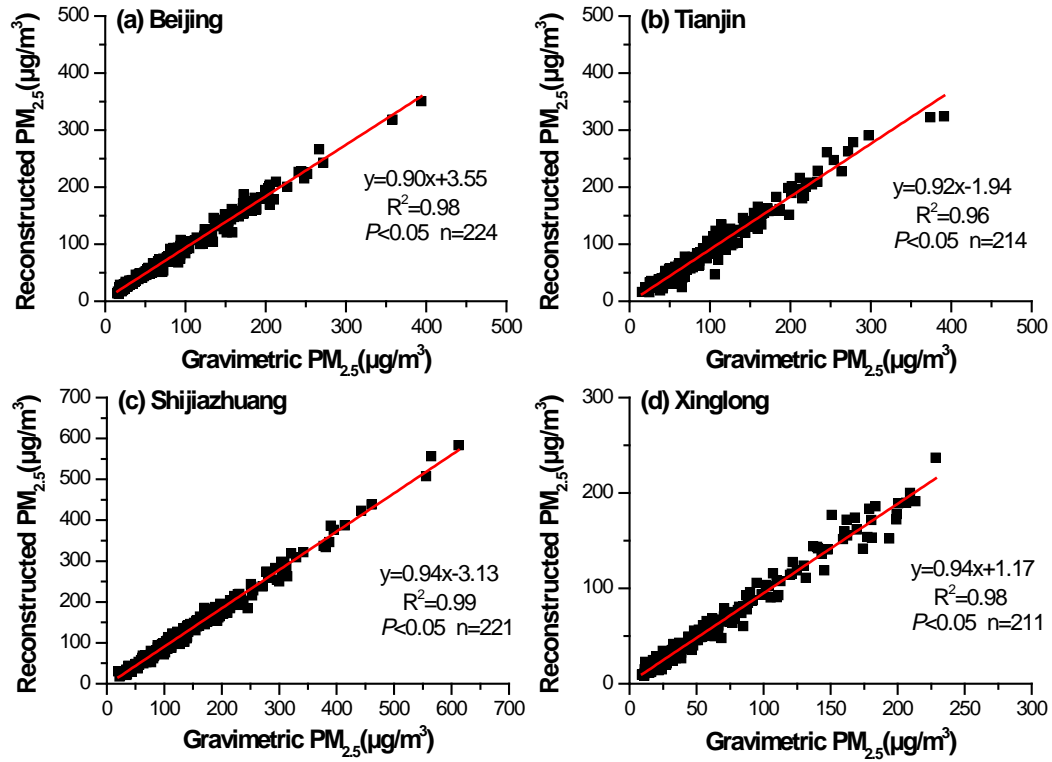 (a) Beijing
Reconstructed PM2.5(μg/m3)
500
400
300
200
100
0
y=0.90x+3.55
R2=0.98
P<0.05 n=224
0 100 200 300 400 500
Gravimetric PM2.5(μg/m3)
(b) Tianjin
Reconstructed PM2.5(μg/m3)
500
400
300
200
100
0
y=0.92x-1.94
R2=0.96
P<0.05 n=214
0 100 200 300 400 500
Gravimetric PM2.5(μg/m3)
(c) Shijiazhuang
Reconstructed PM2.5(μg/m3)
700
600
500
400
300
200
100
0
y=0.94x-3.13
R2=0.99
P<0.05 n=221
0 100 200 300 400 500 600 700
Gravimetric PM2.5(μg/m3)
(d) Xinglong
Reconstructed PM2.5(μg/m3)
300
200
100
0
y=0.94x+1.17
R2=0.98
P<0.05 n=211
0 50 100 150 200 250 300
Gravimetric PM2.5(μg/m3)